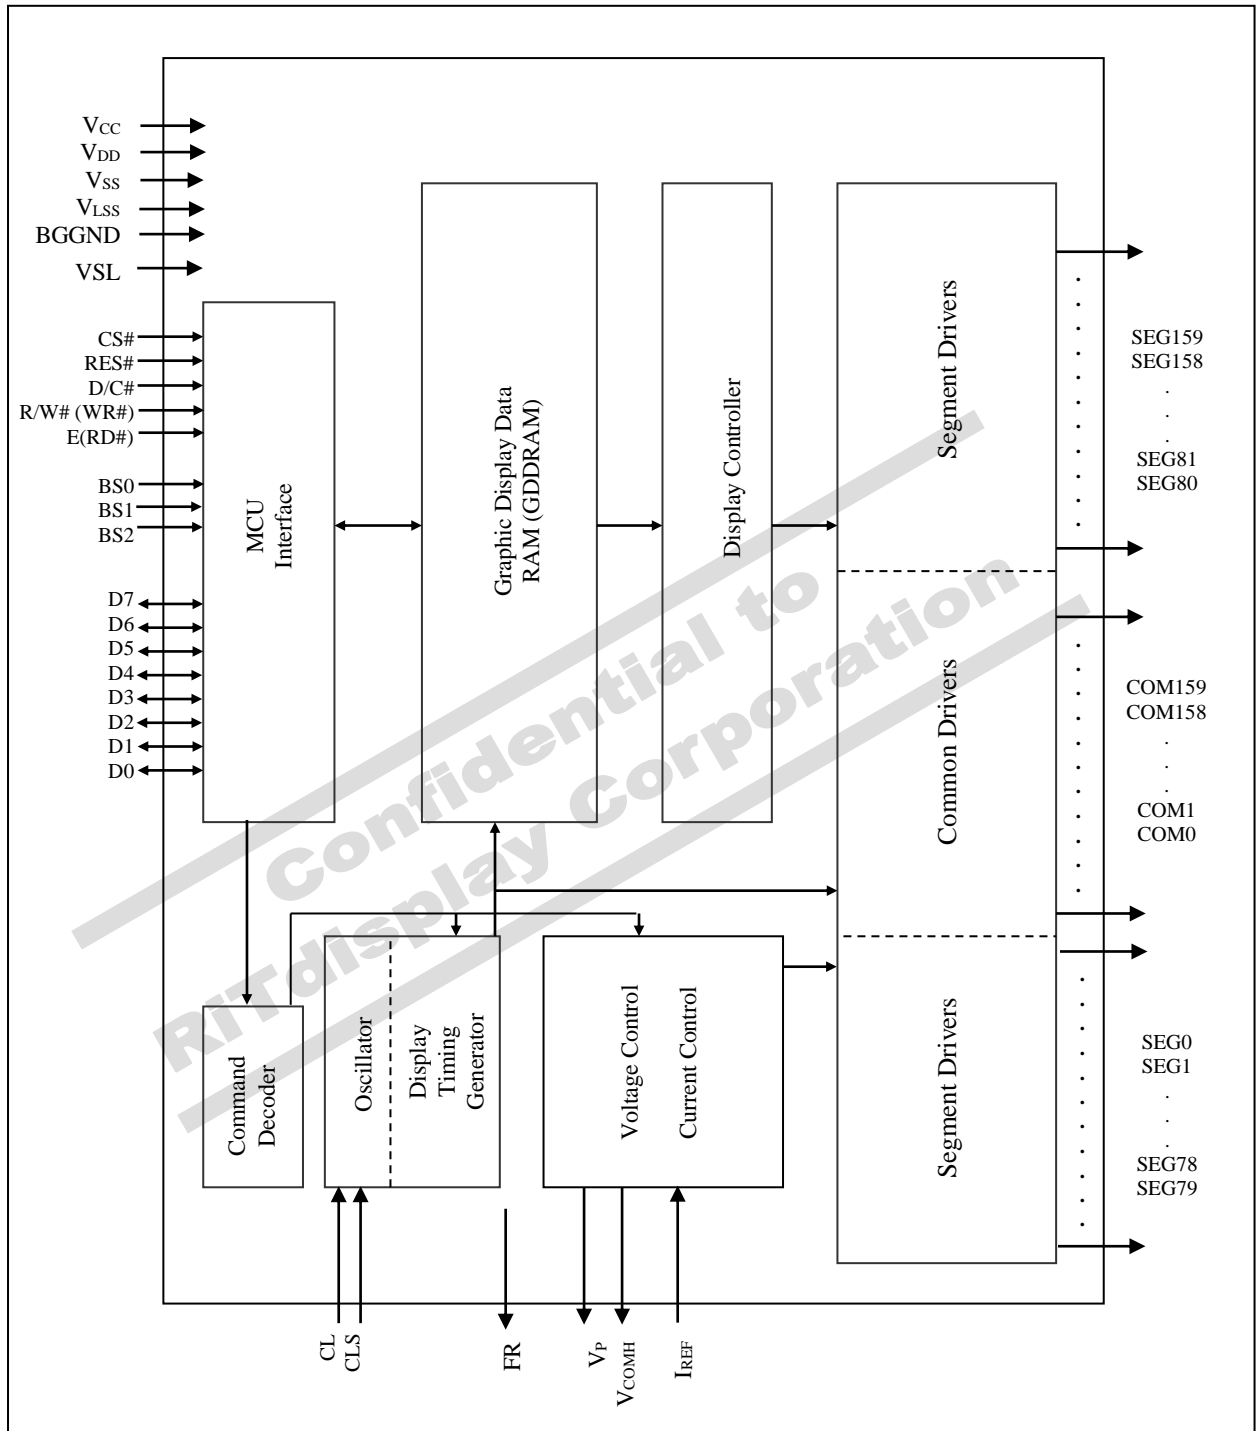 VCC
VDD
VSS
VLSS
BGGND
VSL
CS#
RES#
D/C#
R/W# (WR#)
E(RD#)
BS0
BS1
BS2
D7
D6
D5
D4
D3
D2
D1
D0
MCU
Interface
Graphic Display Data
RAM (GDDRAM)
Display Controller
Segment Drivers
Common Drivers
Segment Drivers
SEG159
SEG158
.
.
.
SEG81
SEG80
COM159
COM158
.
.
.
COM1
COM0
SEG0
SEG1
.
.
.
SEG78
SEG79
Command
Decoder
Oscillator
Display
Timing
Generator
Voltage Control
Current Control
CL
CLS
FR
VP
VCOMH
IREF
Confidential to
RiTdisplay Corporation